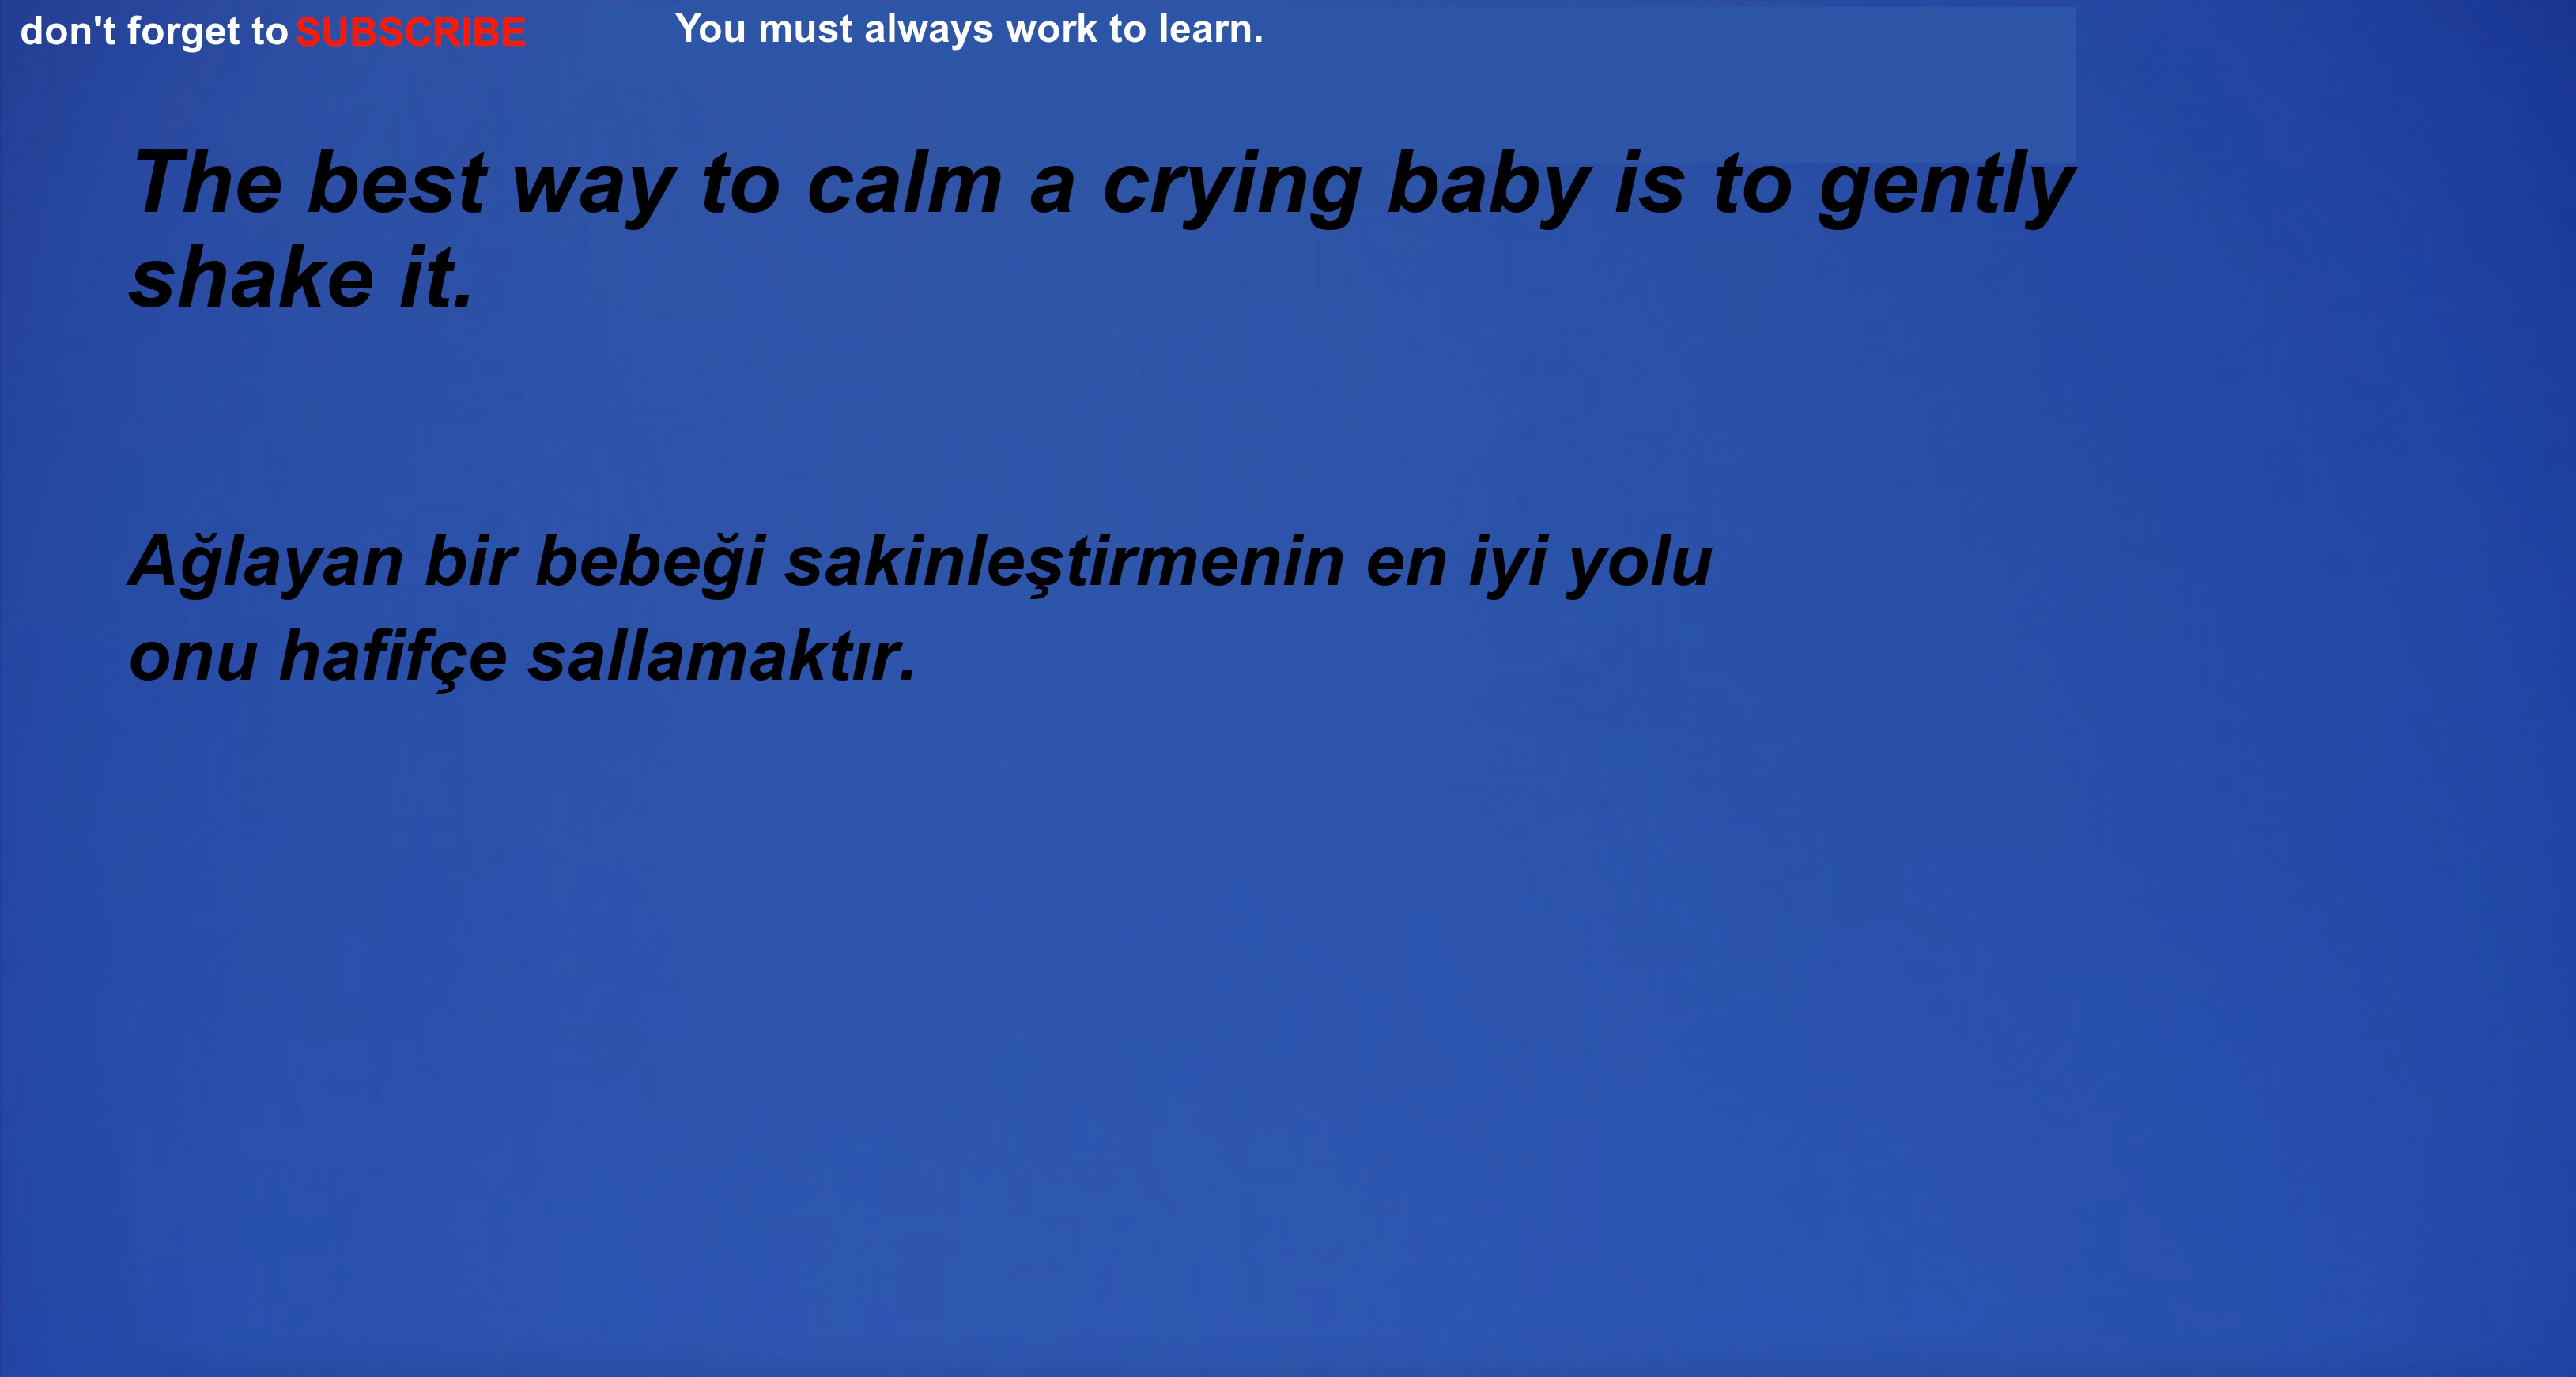 don't forget to SUBSCRIBE
You must always work to learn.
The best way to calm a crying baby is to gently
shake it.
Ağlayan bir bebeği sakinleştirmenin en iyi yolu
onu hafifçe sallamaktır.